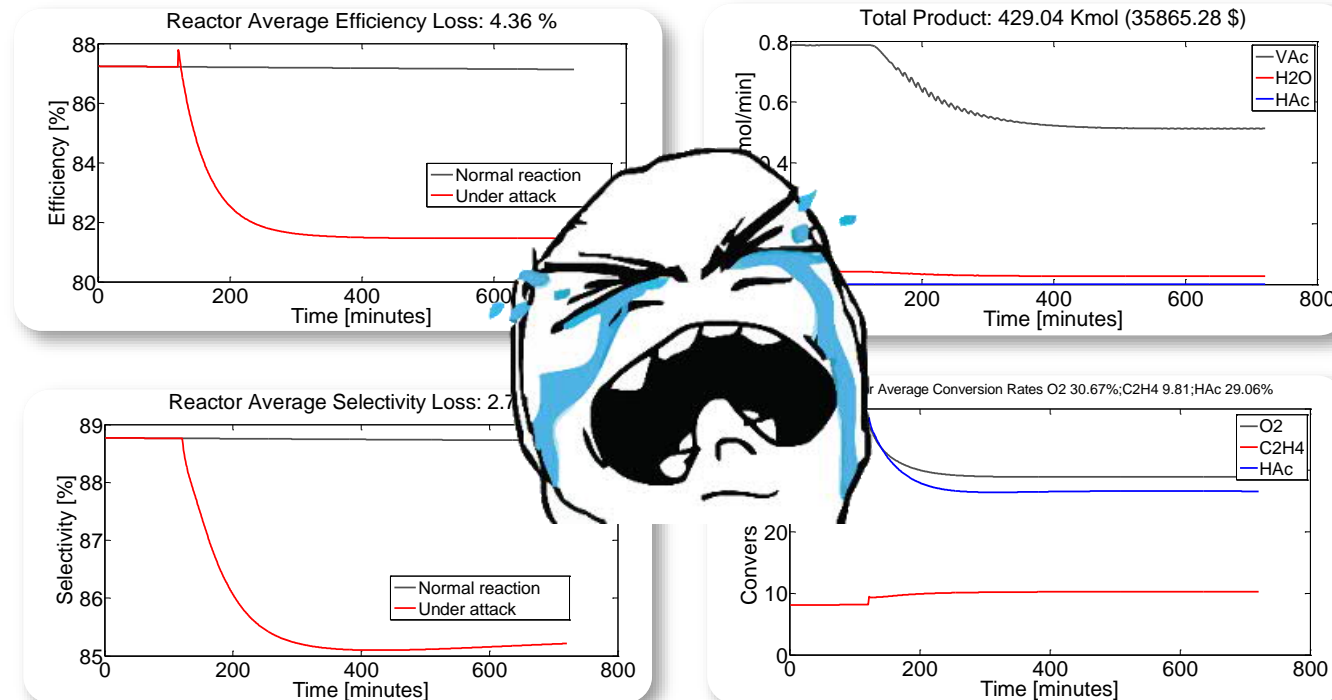 Reactor Average Efficiency Loss: 4.36 %
88
86
84
82
80
Efficiency [%]
Normal reaction
Under attack
0
200
400
600
800
Time [minutes]
Total Product: 429.04 Kmol (35865.28 $)
0.8
0.6
0.4
mol/min]
VAc
H2O
HAc
200
400
600
800
Time [minutes]
Reactor Average Selectivity Loss: 2.7
89
88
87
86
85
Selectivity [%]
Normal reaction
Under attack
0
200
400
600
800
Time [minutes]
r Average Conversion Rates O2 30.67%;C2H4 9.81;HAc 29.06%
20
10
0
Convers
O2
C2H4
HAc
0
200
400
600
800
Time [minutes]